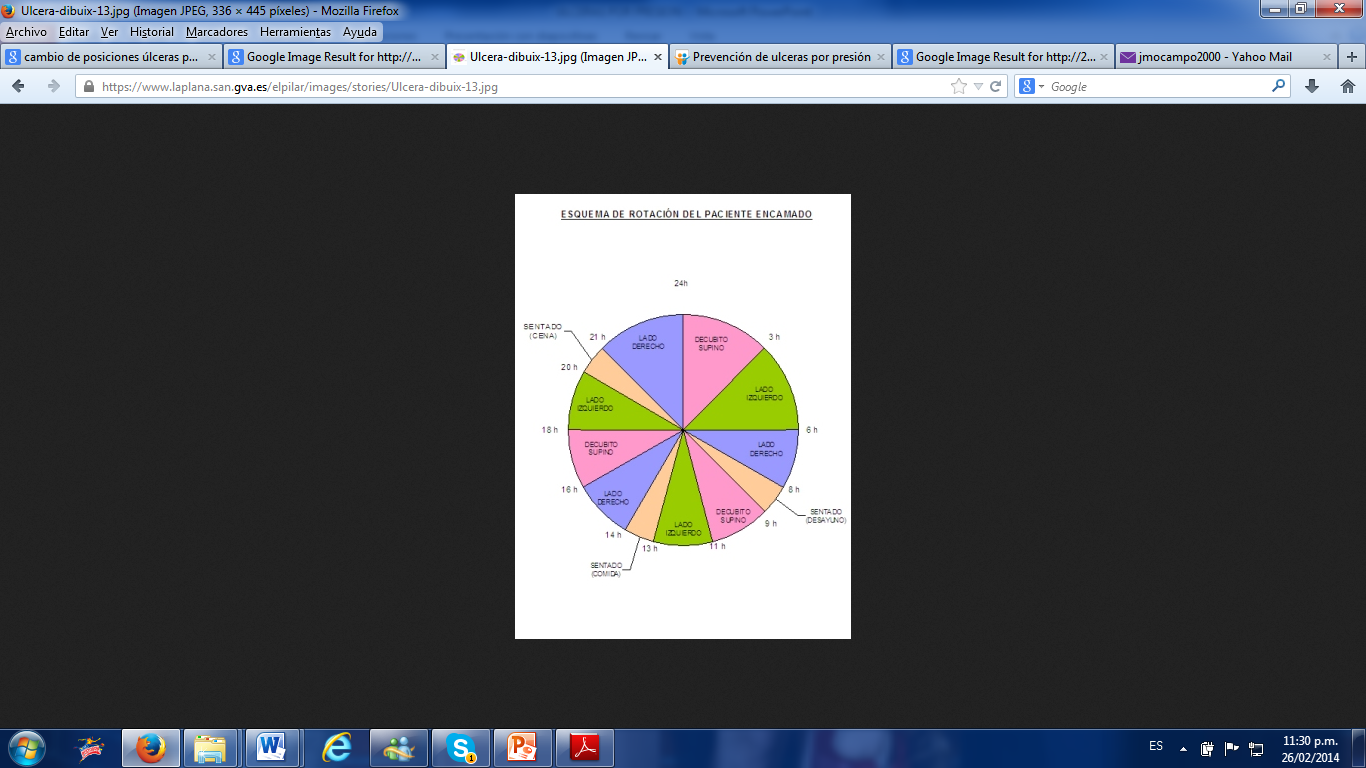 Ulcera-dibuix-13.jpg (Imagen JPEG, 336 × 445 píxeles) - Mozilla Firefox
Archivo Editar Ver Historial Marcadores Herramientas Ayuda
cambio de posiciones úlceras p...
Google Image Result for http://...
Ulcera-dibuix-13.jpg (Imagen JP...
Prevención de ulceras por presión
Google Image Result for http://2...
jmocampo2000 - Yahoo Mail
https://www.laplana.san.gva.es/elpilar/images/stories/Ulcera-dibuix-13.jpg
Google
ESQUEMA DE ROTACIÓN DEL PACIENTE ENCAMADO
24h
3 h
6 h
8 h
9 h
11 h
13 h
14 h
16 h
18 h
20 h
21 h
DECUBITO
SUPINO
LADO
IZQUIERDO
LADO
DERECHO
SENTADO
(DESAYUNO)
DECUBITO
SUPINO
LADO
IZQUIERDO
SENTADO
(COMIDA)
LADO
DERECHO
DECUBITO
SUPINO
LADO
IZQUIERDO
SENTADO
(CENA)
LADO
DERECHO
ES
11:30 p.m.
26/02/2014